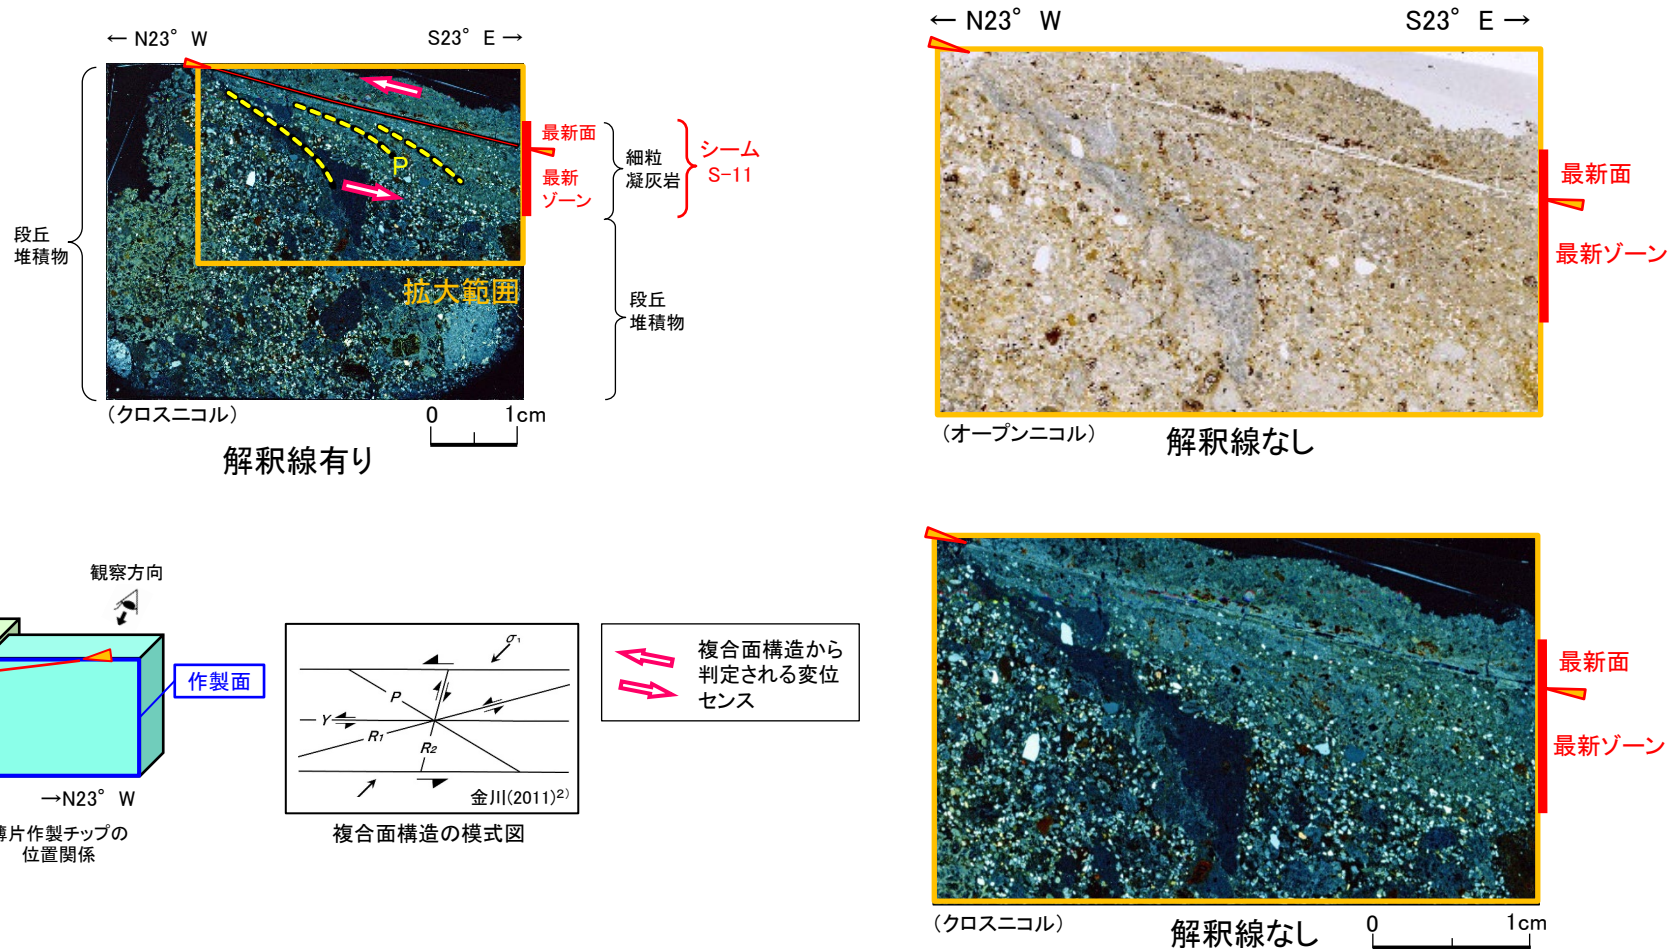 ← N23° W
S23° E →
段丘
堆積物
P
最新面
最新
ゾーン
細粒
凝灰岩
シーム
S-11
拡大範囲
段丘
堆積物
(クロスニコル)
0 1cm
解釈線有り
← N23° W
S23° E →
最新面
最新ゾーン
(オープンニコル)
解釈線なし
観察方向
作製面
→N23° W
薄片作製チップの
位置関係
σ₁
P
Y
R₁
R₂
金川(2011)²⁾
複合面構造の模式図
複合面構造から
判定される変位
センス
最新面
最新ゾーン
(クロスニコル)
解釈線なし
0 1cm